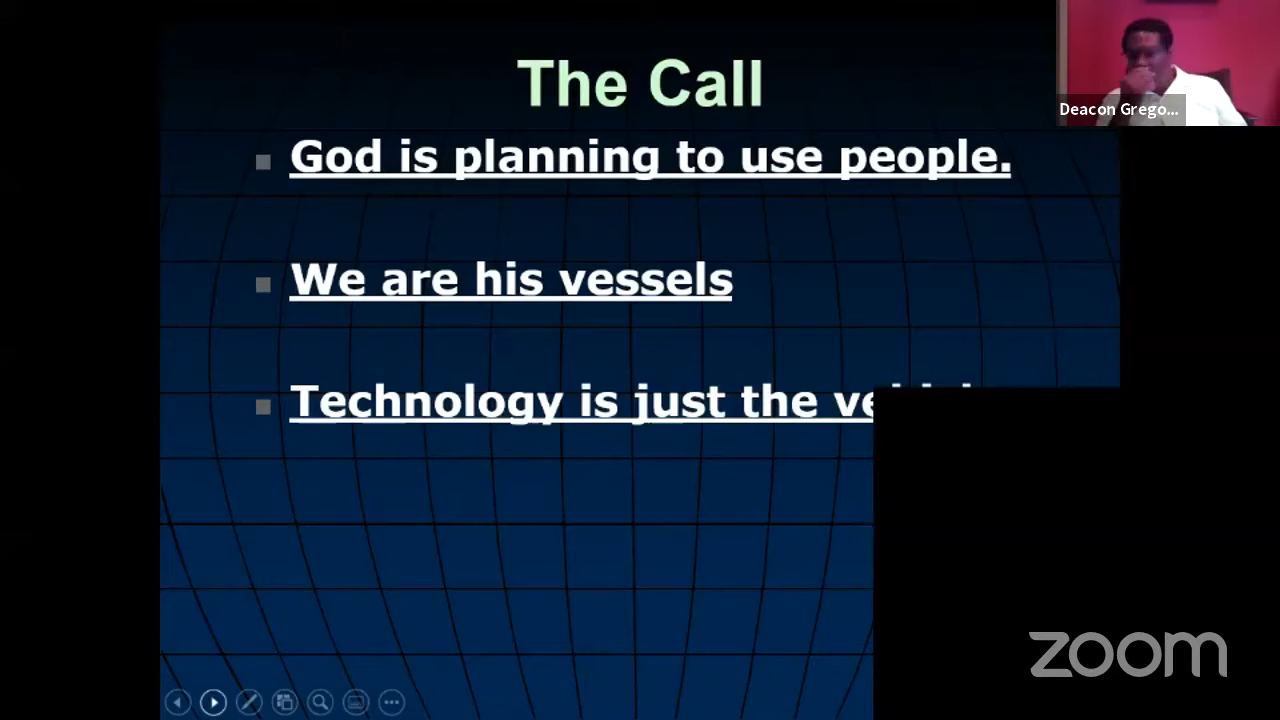 The Call
God is planning to use people.
We are his vessels
Technology is just the
Deacon Grego...
zoom